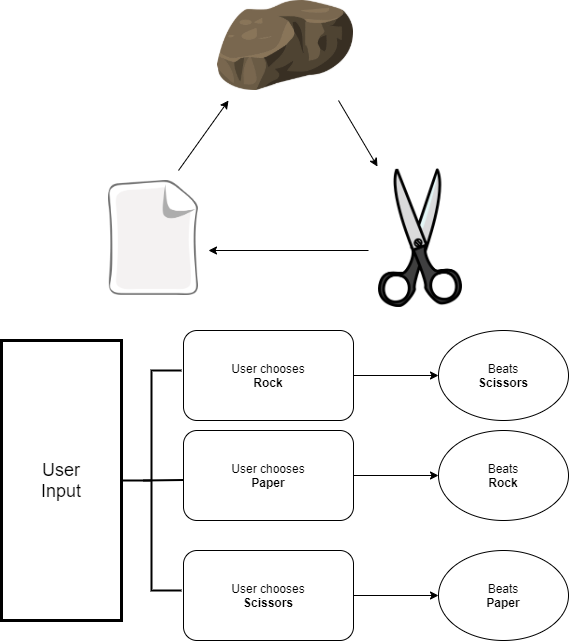 User
Input
User chooses
Rock
Beats
Scissors
User chooses
Paper
Beats
Rock
User chooses
Scissors
Beats
Paper